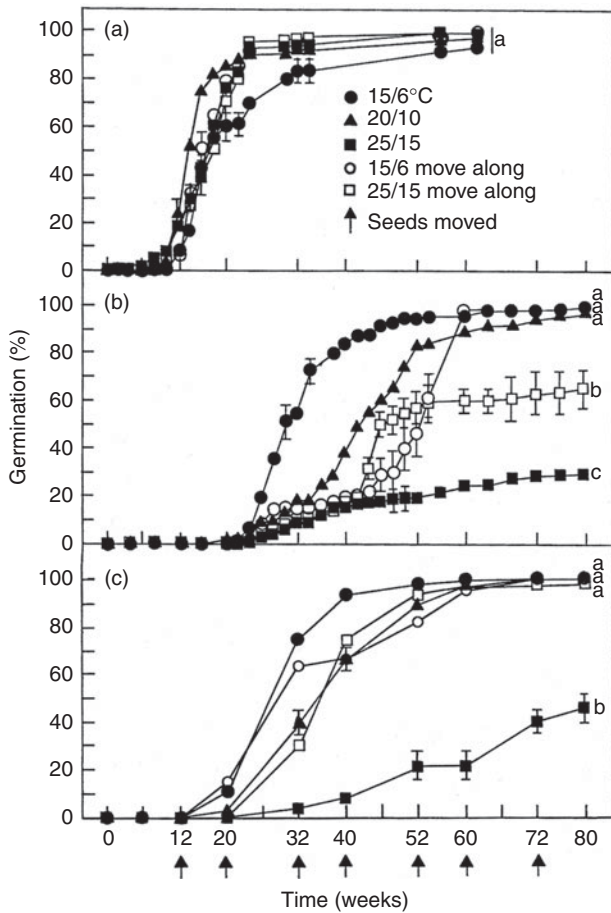 (a)
100
80
60
40
20
0
a
15/6°C
20/10
25/15
15/6 move along
25/15 move along
Seeds moved
(b)
100
80
60
40
20
0
a
a
a
b
c
Germination (%)
(c)
100
80
60
40
20
0
a
a
a
b
0 12 20 32 40 52 60 72 80
Time (weeks)